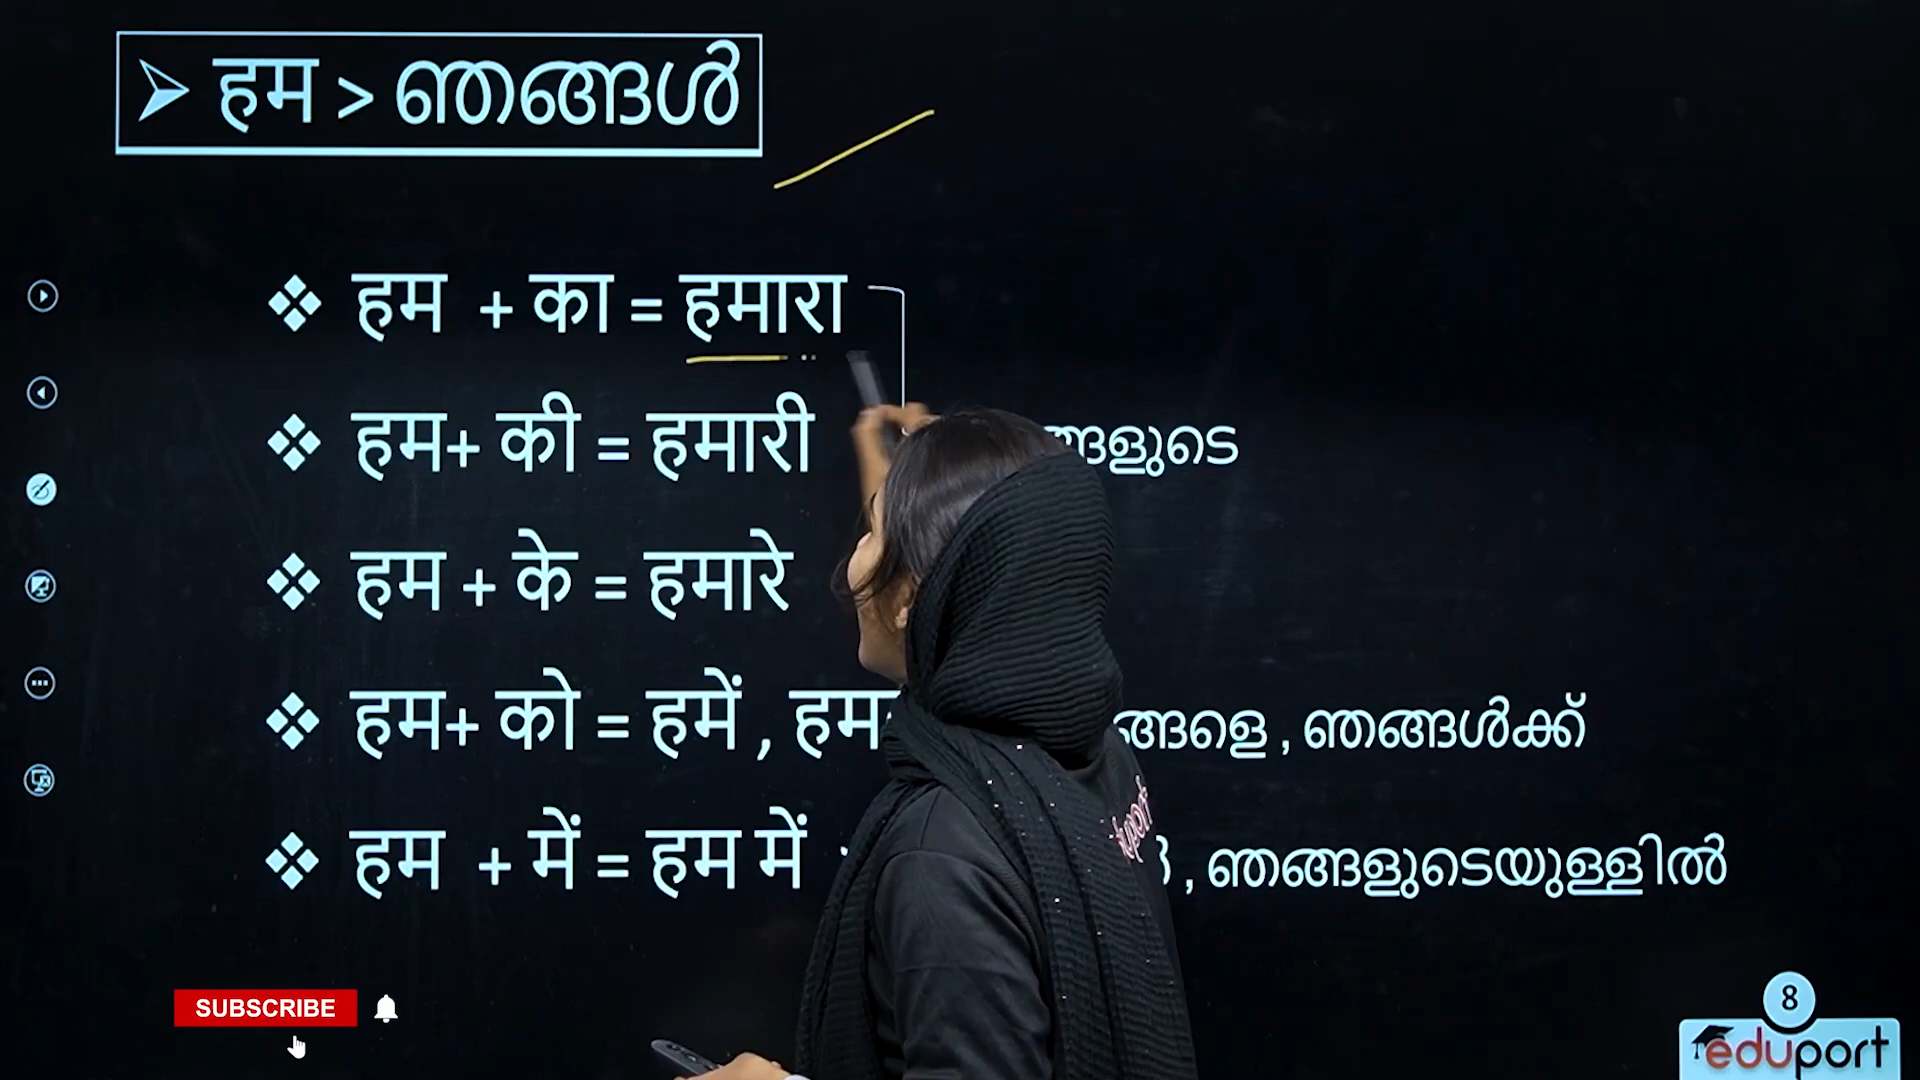 हम > ഞങ്ങൾ
हम + का = हमारा
हम+ की = हमारी
हम + के = हमारे
हम+ को = हमें , ഞങ്ങൾക്ക്
हम + में = हम में , ഞങ്ങളുടെയുള്ളിൽ
SUBSCRIBE
8
eduport